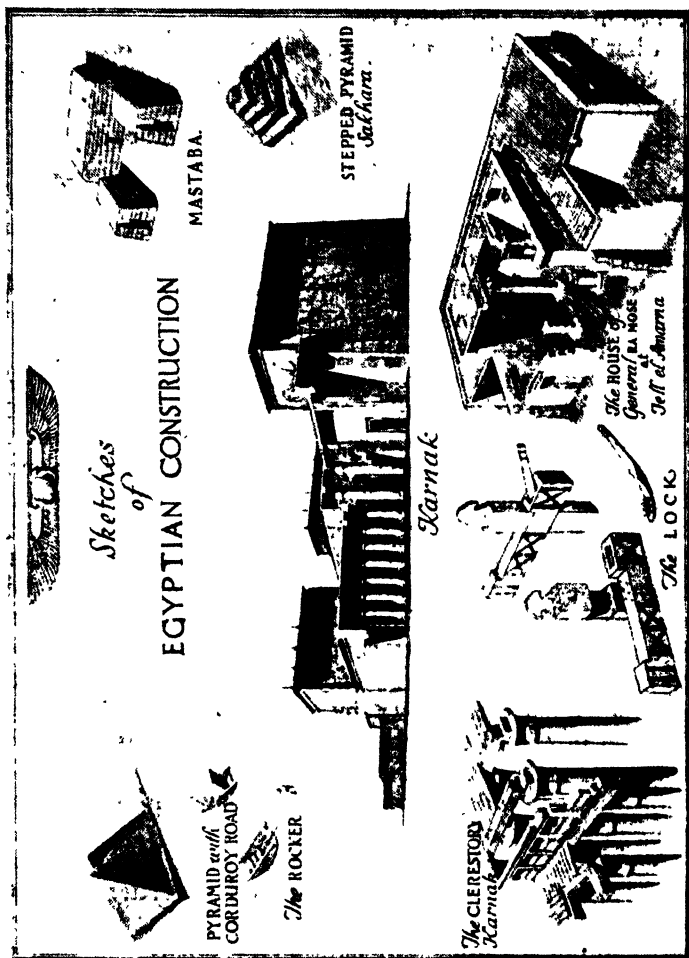 Sketches
of
EGYPTIAN CONSTRUCTION
PYRAMID with
CORDUROY ROAD
The ROCKER
MASTABA.
STEPPED PYRAMID
Sakhara.
Karnak
The CLERESTORY
Karnak
The LOCK
The HOUSE of
General RA MOSE
at
Tell el Amarna